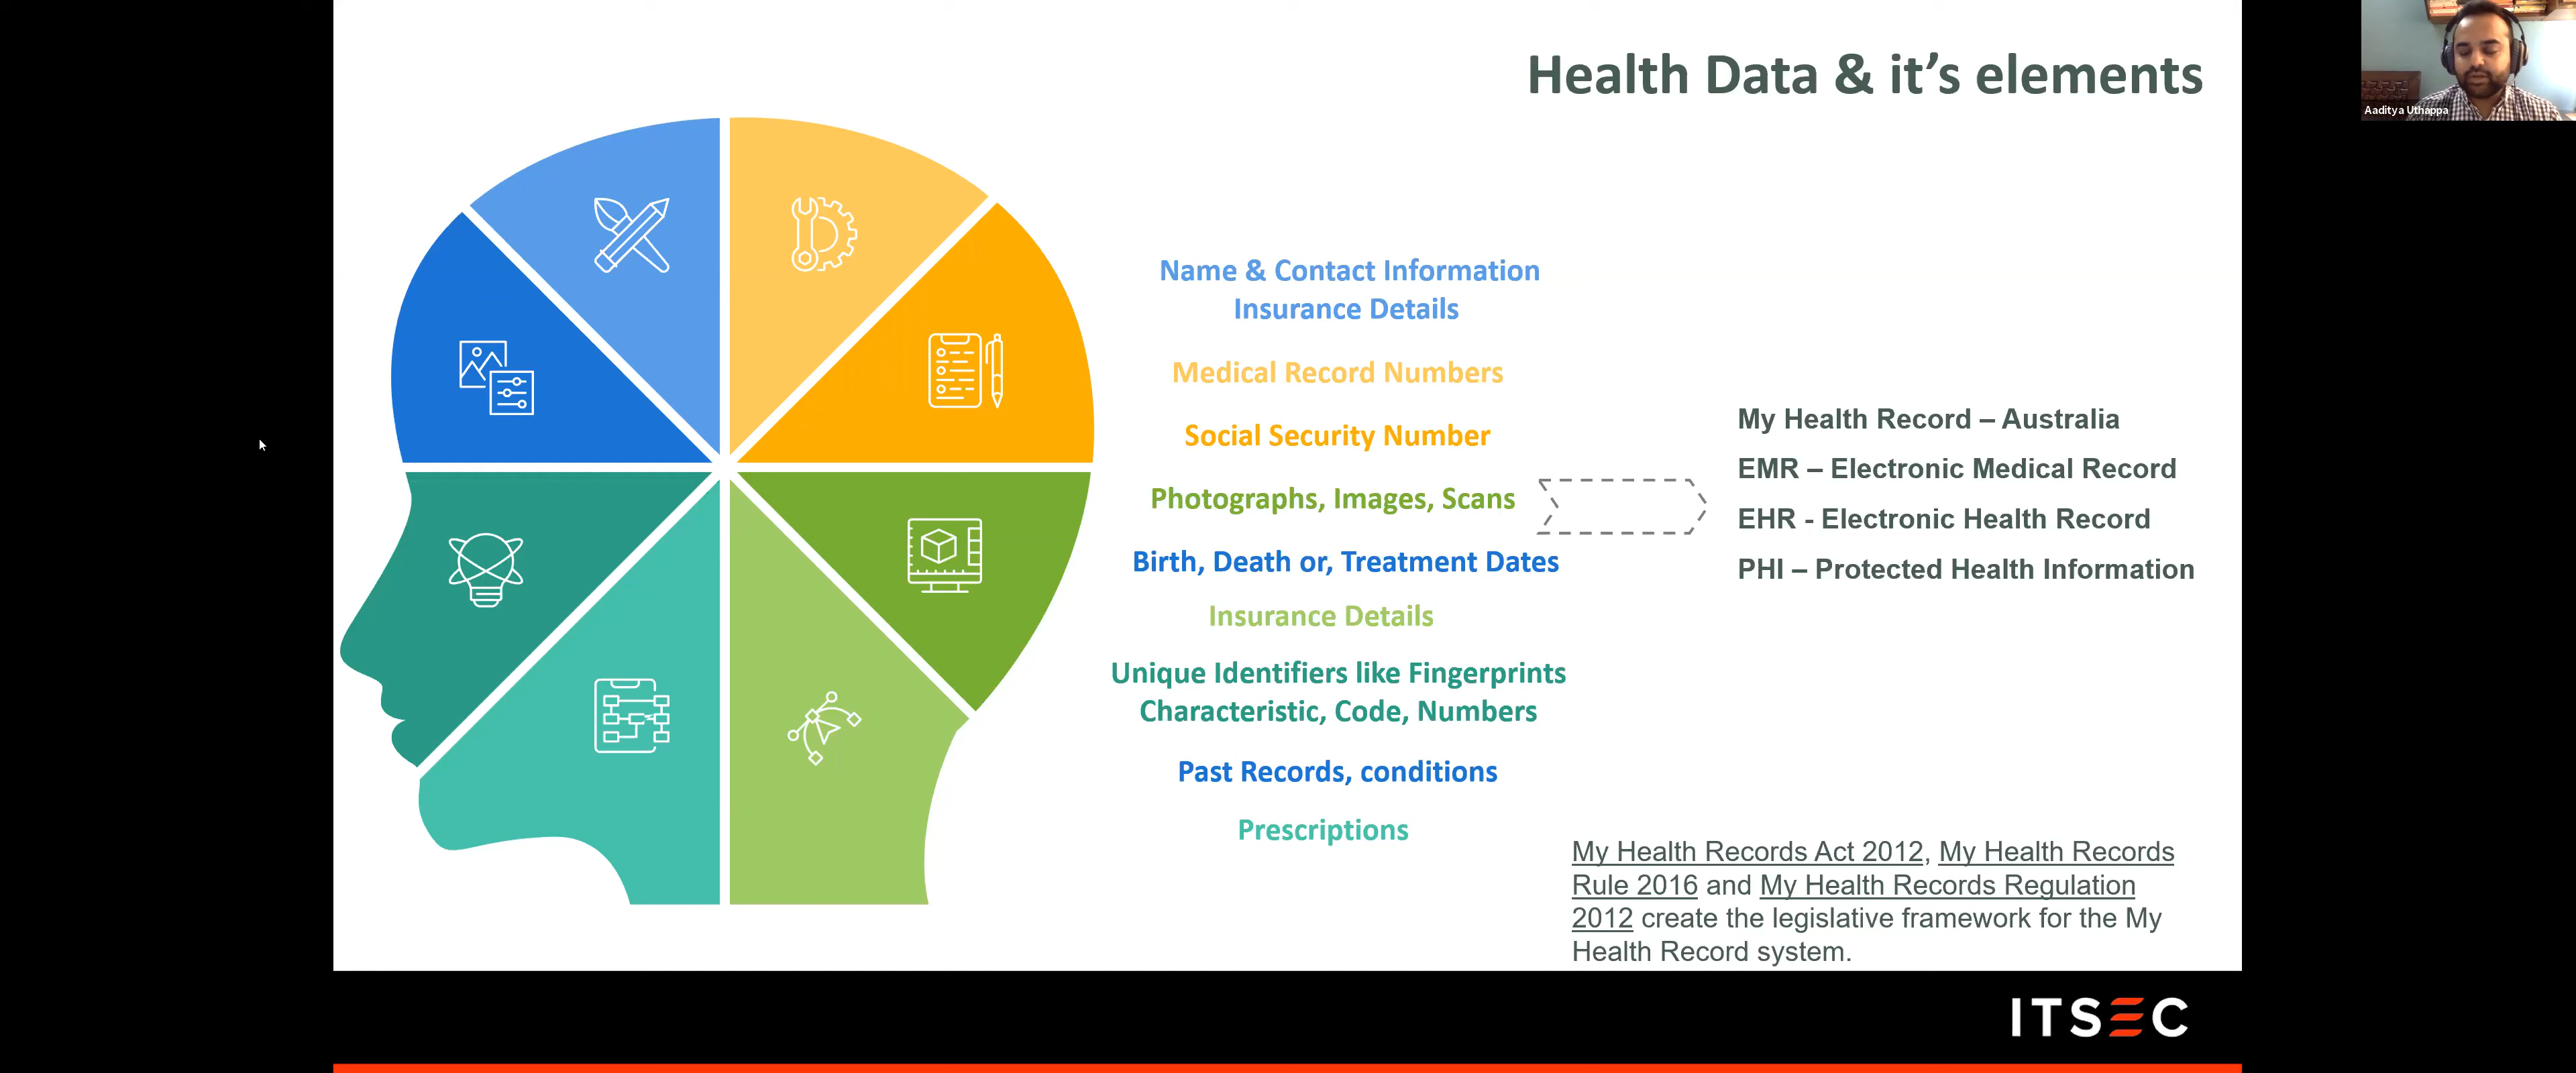 Health Data & it's elements
Aaditya Uthappa
Name & Contact Information
Insurance Details
Medical Record Numbers
Social Security Number
Photographs, Images, Scans
Birth, Death or, Treatment Dates
Insurance Details
Unique Identifiers like Fingerprints
Characteristic, Code, Numbers
Past Records, conditions
Prescriptions
My Health Record – Australia
EMR – Electronic Medical Record
EHR - Electronic Health Record
PHI – Protected Health Information
My Health Records Act 2012, My Health Records
Rule 2016 and My Health Records Regulation
2012 create the legislative framework for the My
Health Record system.
ITSEC